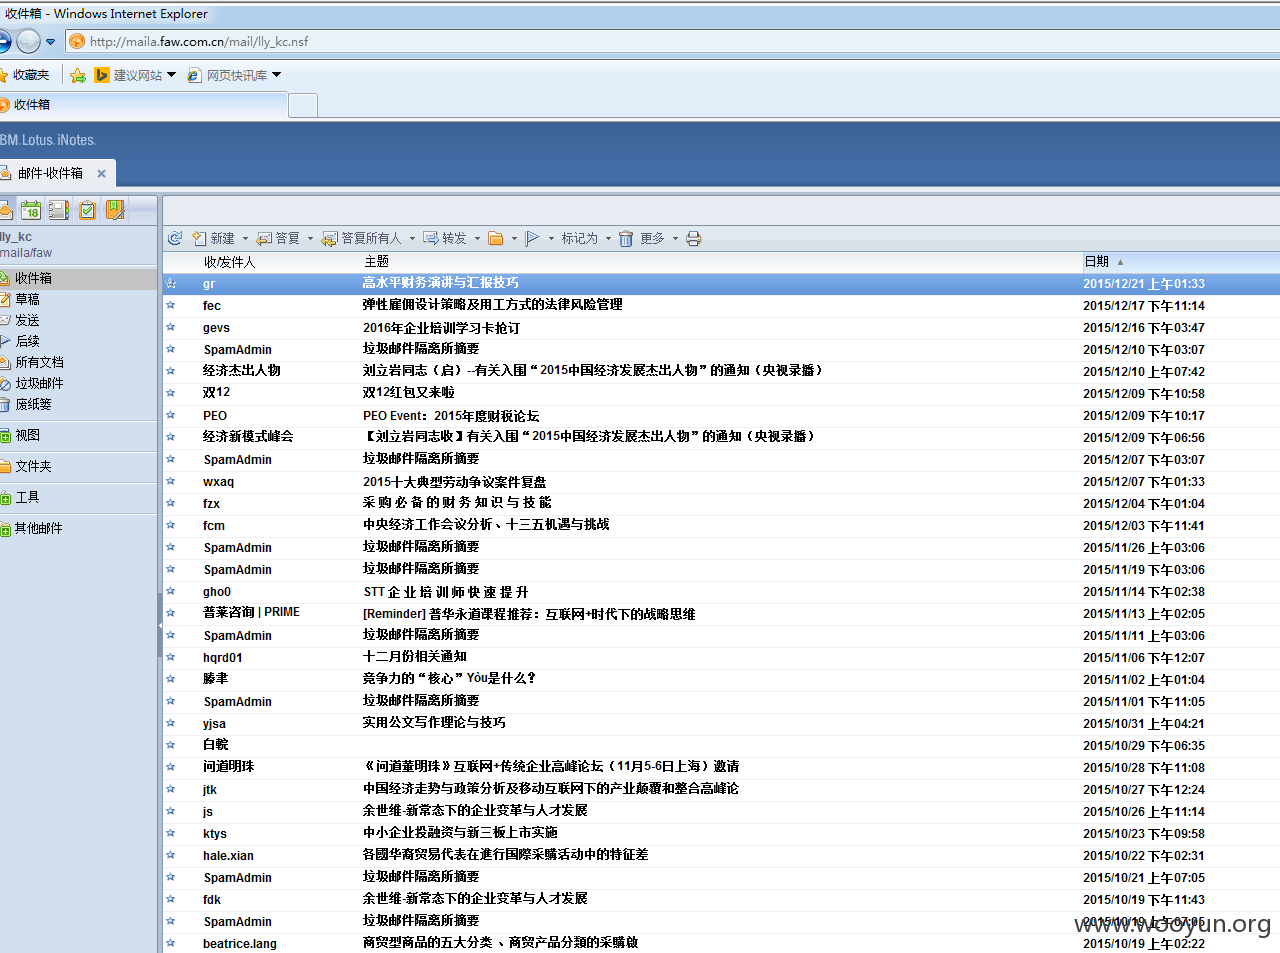 收件箱 - Windows Internet Explorer
http://maila.faw.com.cn/mail/lly_kc.nsf
收藏夹 建议网站 网页快讯库
收件箱
BM.Lotus. iNotes.
邮件-收件箱
18
lly_kc
maila/faw
收件箱
草稿
发送
后续
所有文档
垃圾邮件
废纸篓
视图
文件夹
工具
其他邮件
新建 答复 答复所有人 转发 标记为 更多
收/发件人 主题 日期
gr 高水平财务演讲与汇报技巧 2015/12/21 上午01:33
fec 弹性雇佣设计策略及用工方式的法律风险管理 2015/12/17 下午11:14
gevs 2016年企业培训学习卡抢订 2015/12/16 下午03:47
SpamAdmin 垃圾邮件隔离所摘要 2015/12/10 下午03:07
经济杰出人物 刘立岩同志（启）--有关入围“2015中国经济发展杰出人物”的通知（央视录播） 2015/12/10 上午07:42
双12 双12红包又来啦 2015/12/09 下午10:58
PEO PEO Event：2015年度财税论坛 2015/12/09 下午10:17
经济新模式峰会 【刘立岩同志收】有关入围“2015中国经济发展杰出人物”的通知（央视录播） 2015/12/09 上午06:56
SpamAdmin 垃圾邮件隔离所摘要 2015/12/07 下午03:07
wxaq 2015十大典型劳动争议案件复盘 2015/12/07 上午01:33
fzx 采 购 必 备 的 财 务 知 识 与 技 能 2015/12/04 上午01:04
fcm 中央经济工作会议分析、十三五机遇与挑战 2015/12/03 下午11:41
SpamAdmin 垃圾邮件隔离所摘要 2015/11/26 上午03:06
SpamAdmin 垃圾邮件隔离所摘要 2015/11/19 下午03:06
gho0 STT 企 业 培 训 师 快 速 提 升 2015/11/14 下午02:38
普莱咨询 | PRIME [Reminder] 普华永道课程推荐：互联网+时代下的战略思维 2015/11/13 上午02:05
SpamAdmin 垃圾邮件隔离所摘要 2015/11/11 上午03:06
hqrd01 十二月份相关通知 2015/11/06 下午12:07
滕聿 竞争力的“核心”Yòu是什么? 2015/11/02 上午01:04
SpamAdmin 垃圾邮件隔离所摘要 2015/11/01 上午11:05
yjsa 实用公文写作理论与技巧 2015/10/31 上午04:21
白 2015/10/29 下午06:35
问道明珠 《问道董明珠》互联网+传统企业高峰论坛（11月5-6日上海）邀请 2015/10/28 下午11:08
jtk 中国经济走势与政策分析及移动互联网下的产业颠覆和整合高峰论 2015/10/27 下午12:24
js 余世维-新常态下的企业变革与人才发展 2015/10/26 上午11:14
ktys 中小企业投融资与新三板上市实施 2015/10/23 下午09:58
hale.xian 各國华裔贸易代表在進行国際采購活动中的特征差 2015/10/22 下午02:31
SpamAdmin 垃圾邮件隔离所摘要 2015/10/21 上午07:05
fdk 余世维-新常态下的企业变革与人才发展 2015/10/19 下午11:43
SpamAdmin 垃圾邮件隔离所摘要 2015/10/19 上午07:05
beatrice.lang 商贸型商品的五大分类 、商贸产品分類的采購啟 2015/10/19 上午02:22
www.wooyun.org